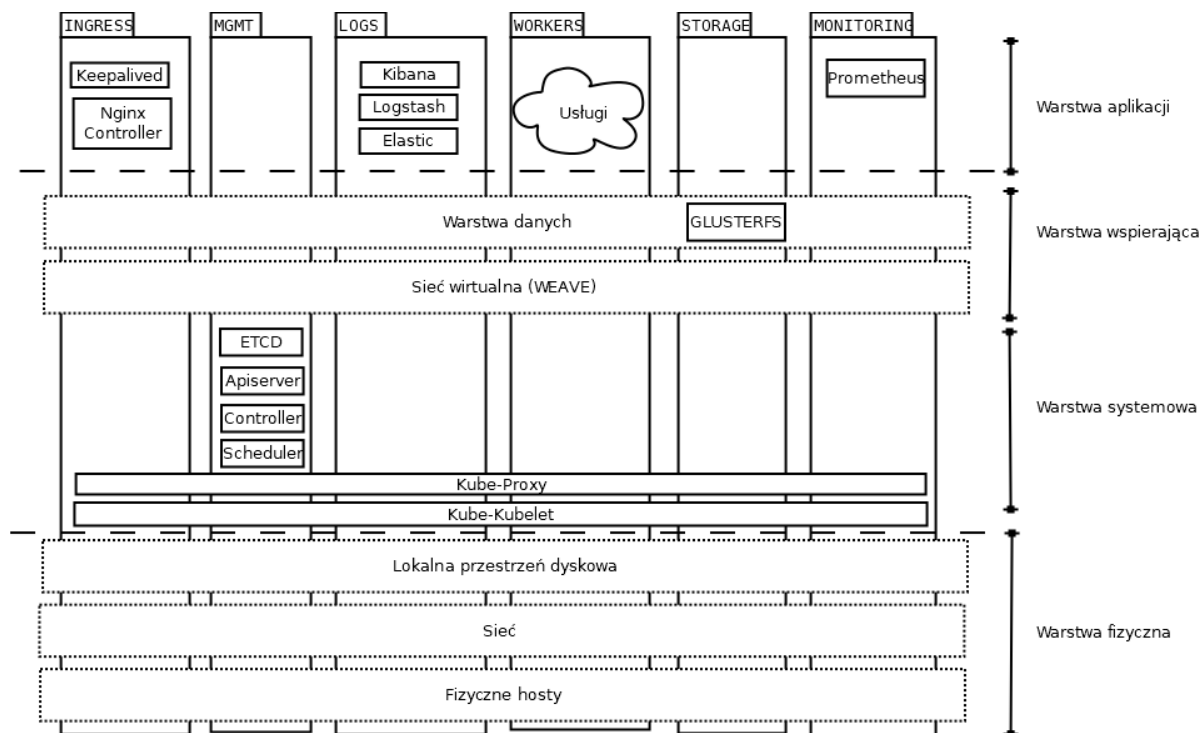 INGRESS
MGMT
LOGS
WORKERS
STORAGE
MONITORING
Keepalived
Nginx
Controller
Kibana
Logstash
Elastic
Usługi
Prometheus
Warstwa aplikacji
Warstwa danych
GLUSTERFS
Warstwa wspierająca
Sieć wirtualna (WEAVE)
ETCD
Apiserver
Controller
Scheduler
Warstwa systemowa
Kube-Proxy
Kube-Kubelet
Lokalna przestrzeń dyskowa
Sieć
Warstwa fizyczna
Fizyczne hosty